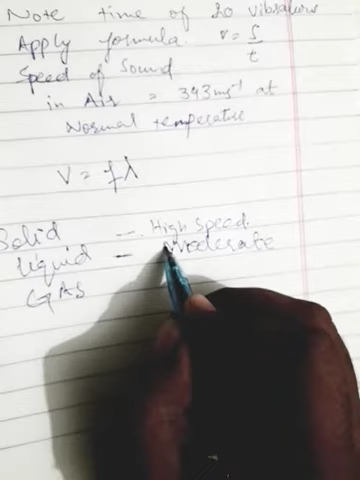 Note time of 20 vibrations
Apply formula. v = S/t
Speed of Sound
in Air = 343ms⁻¹ at
Normal temperature
V = fλ
Solid — High Speed
liquid — Moderate
GAS